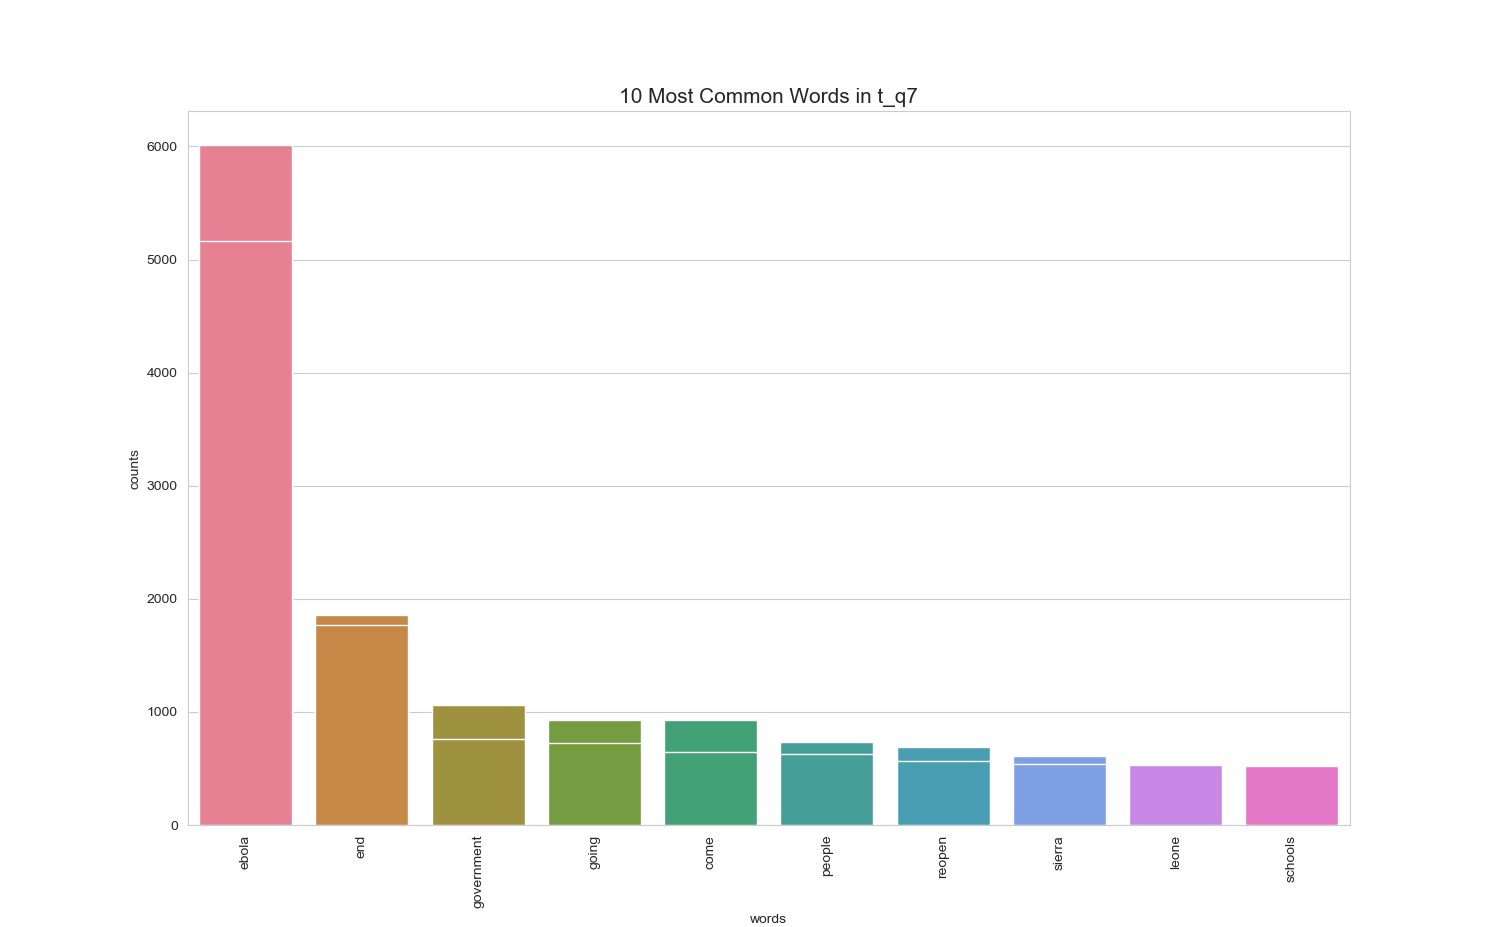 10 Most Common Words in t_q7
6000
5000
4000
3000
2000
1000
0
counts
ebola
end
government
going
come
people
reopen
sierra
leone
schools
words